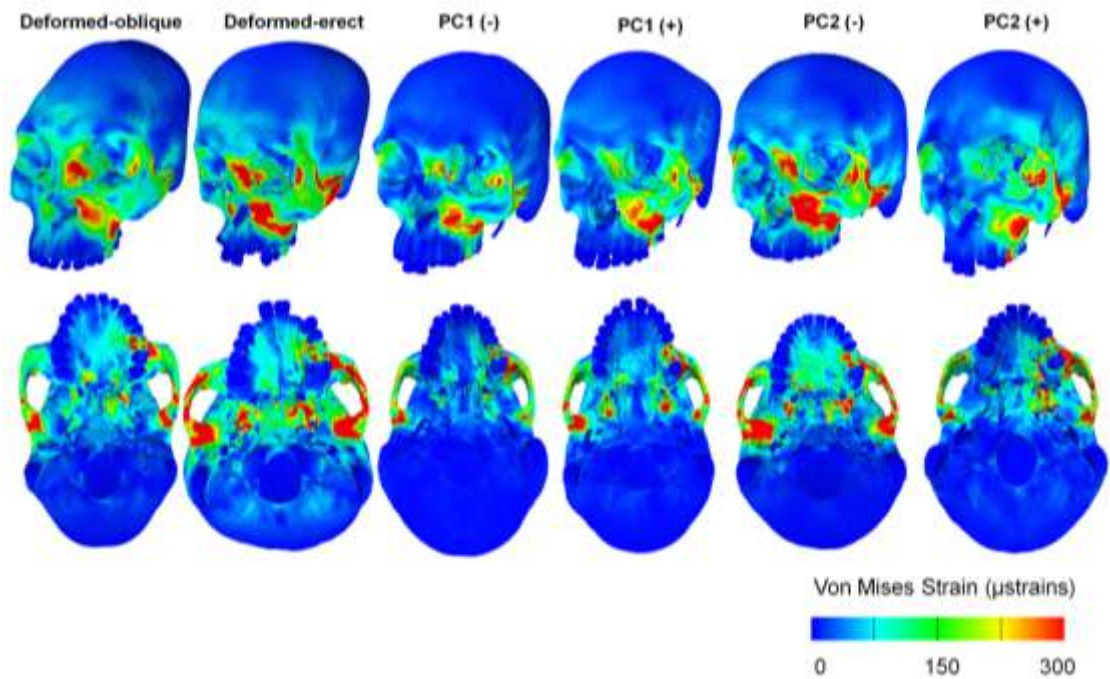 Deformed-oblique Deformed-erect PC1 (-) PC1 (+) PC2 (-) PC2 (+)
Von Mises Strain (µstrains)
0 150 300